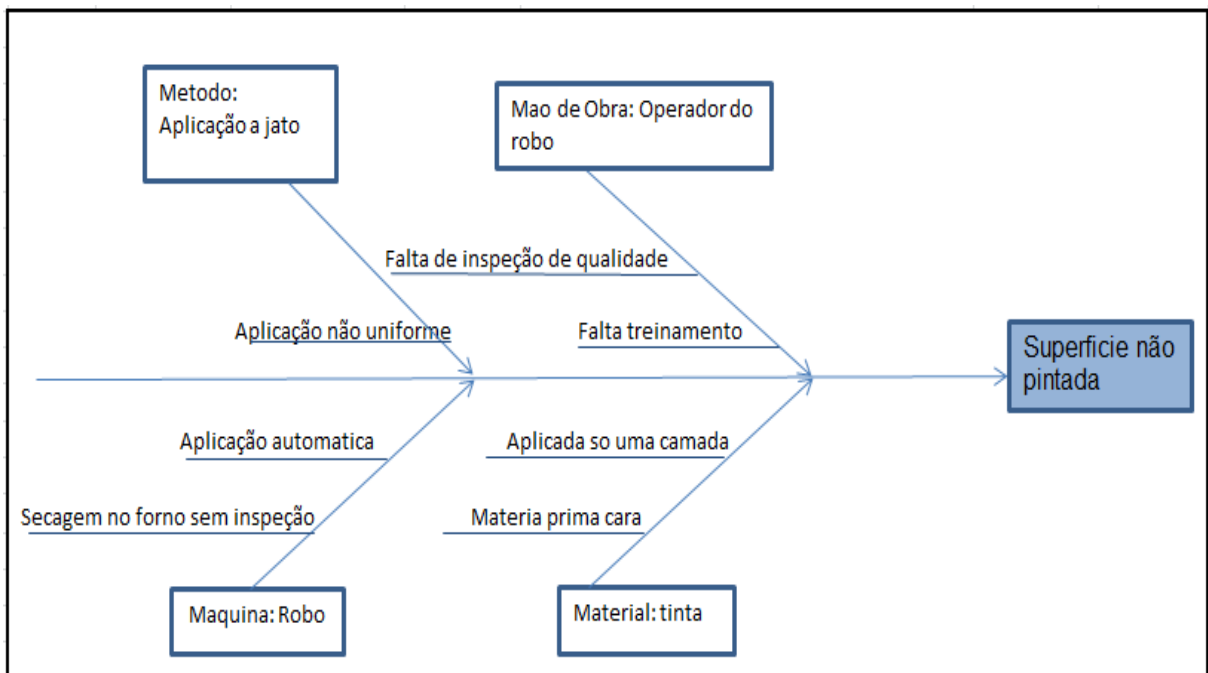 Metodo:
Aplicação a jato
Mao de Obra: Operador do
robo
Falta de inspeção de qualidade
Aplicação não uniforme
Falta treinamento
Superficie não
pintada
Aplicação automatica
Aplicada so uma camada
Secagem no forno sem inspeção
Materia prima cara
Maquina: Robo
Material: tinta